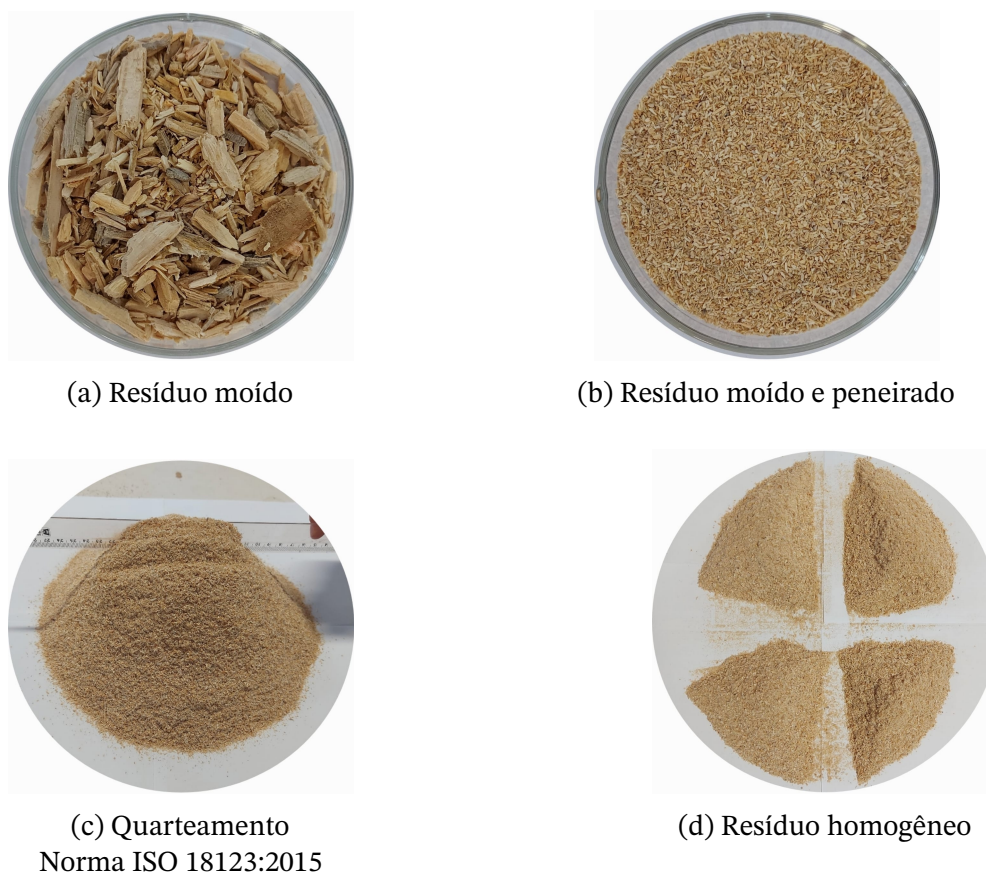 (a) Resíduo moído
(b) Resíduo moído e peneirado
(c) Quarteamento
Norma ISO 18123:2015
(d) Resíduo homogêneo